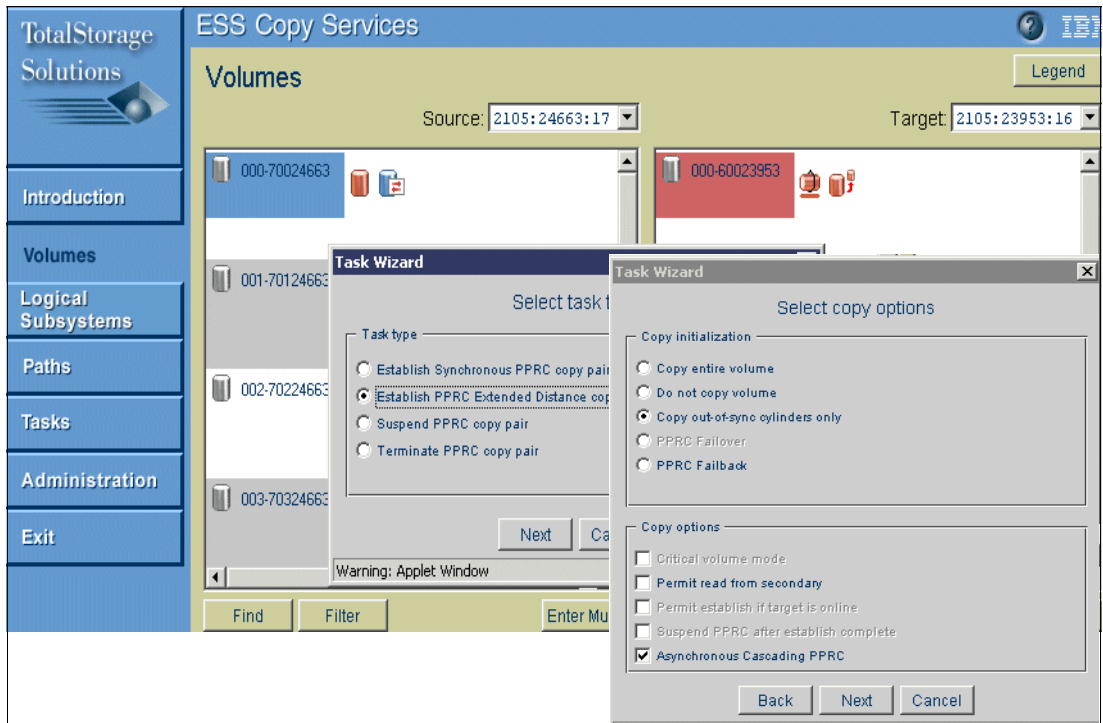 TotalStorage
Solutions
ESS Copy Services
?
Volumes
Legend
Source: 2105:24663:17
Target: 2105:23953:16
Introduction
Volumes
Logical
Subsystems
Paths
Tasks
Administration
Exit
000-70024663
000-60023953
001-70124663
002-70224663
003-70324663
Task Wizard
Select task t
Task type
Establish Synchronous PPRC copy pair
Establish PPRC Extended Distance cop
Suspend PPRC copy pair
Terminate PPRC copy pair
Next
Ca
Warning: Applet Window
Find
Filter
Enter Mu
Task Wizard
Select copy options
Copy initialization
Copy entire volume
Do not copy volume
Copy out-of-sync cylinders only
PPRC Failover
PPRC Failback
Copy options
Critical volume mode
Permit read from secondary
Permit establish if target is online
Suspend PPRC after establish complete
Asynchronous Cascading PPRC
Back
Next
Cancel